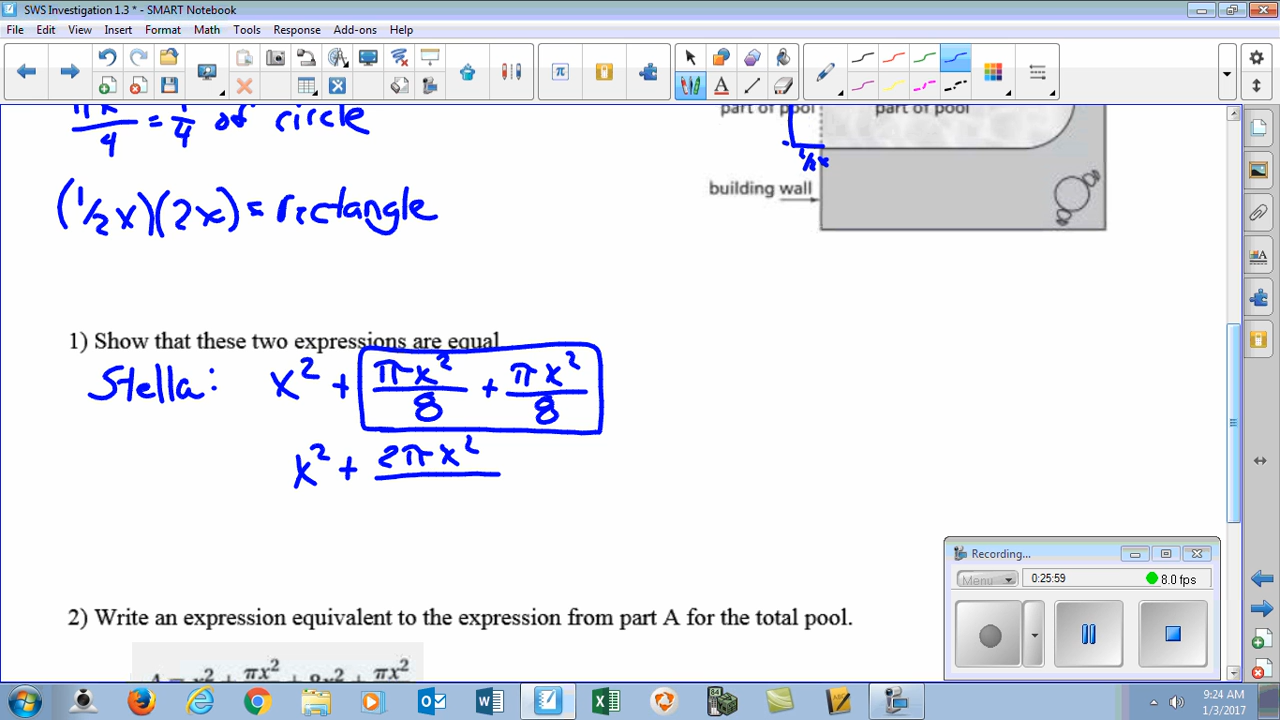 SWS Investigation 1.3 * - SMART Notebook
File Edit View Insert Format Math Tools Response Add-ons Help
πx/4 = 1/4 of circle
part of pool part of pool
1/2 x
building wall
(1/2 x)(2x) = rectangle
1) Show that these two expressions are equal
Stella: x² + πx²/8 + πx²/8
x² + 2πx²
Recording...
Menu 0:25:59 8.0 fps
2) Write an expression equivalent to the expression from part A for the total pool.
9:24 AM
1/3/2017